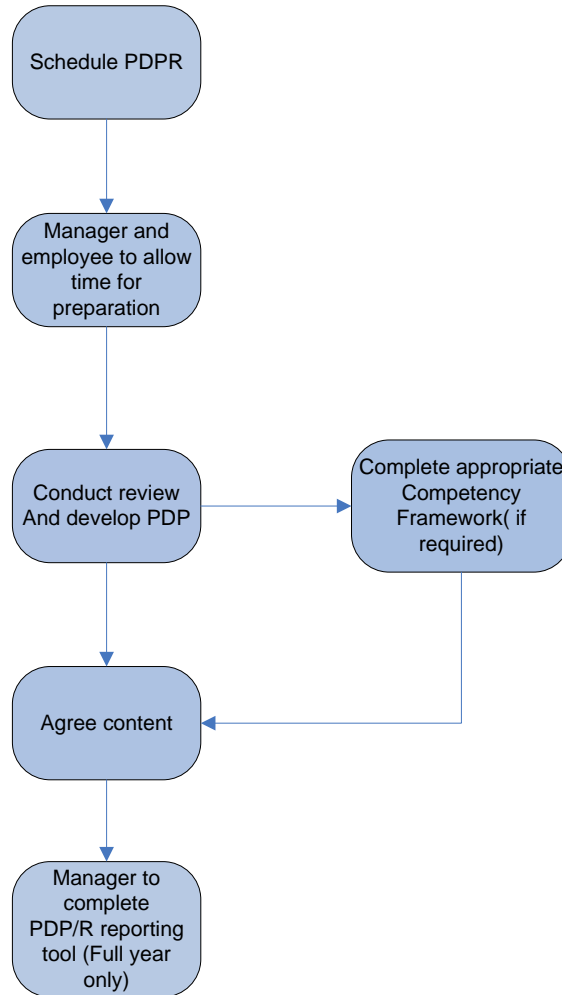 Schedule PDPR
Manager and
employee to allow
time for
preparation
Conduct review
And develop PDP
Complete appropriate
Competency
Framework( if
required)
Agree content
Manager to
complete
PDP/R reporting
tool (Full year
only)